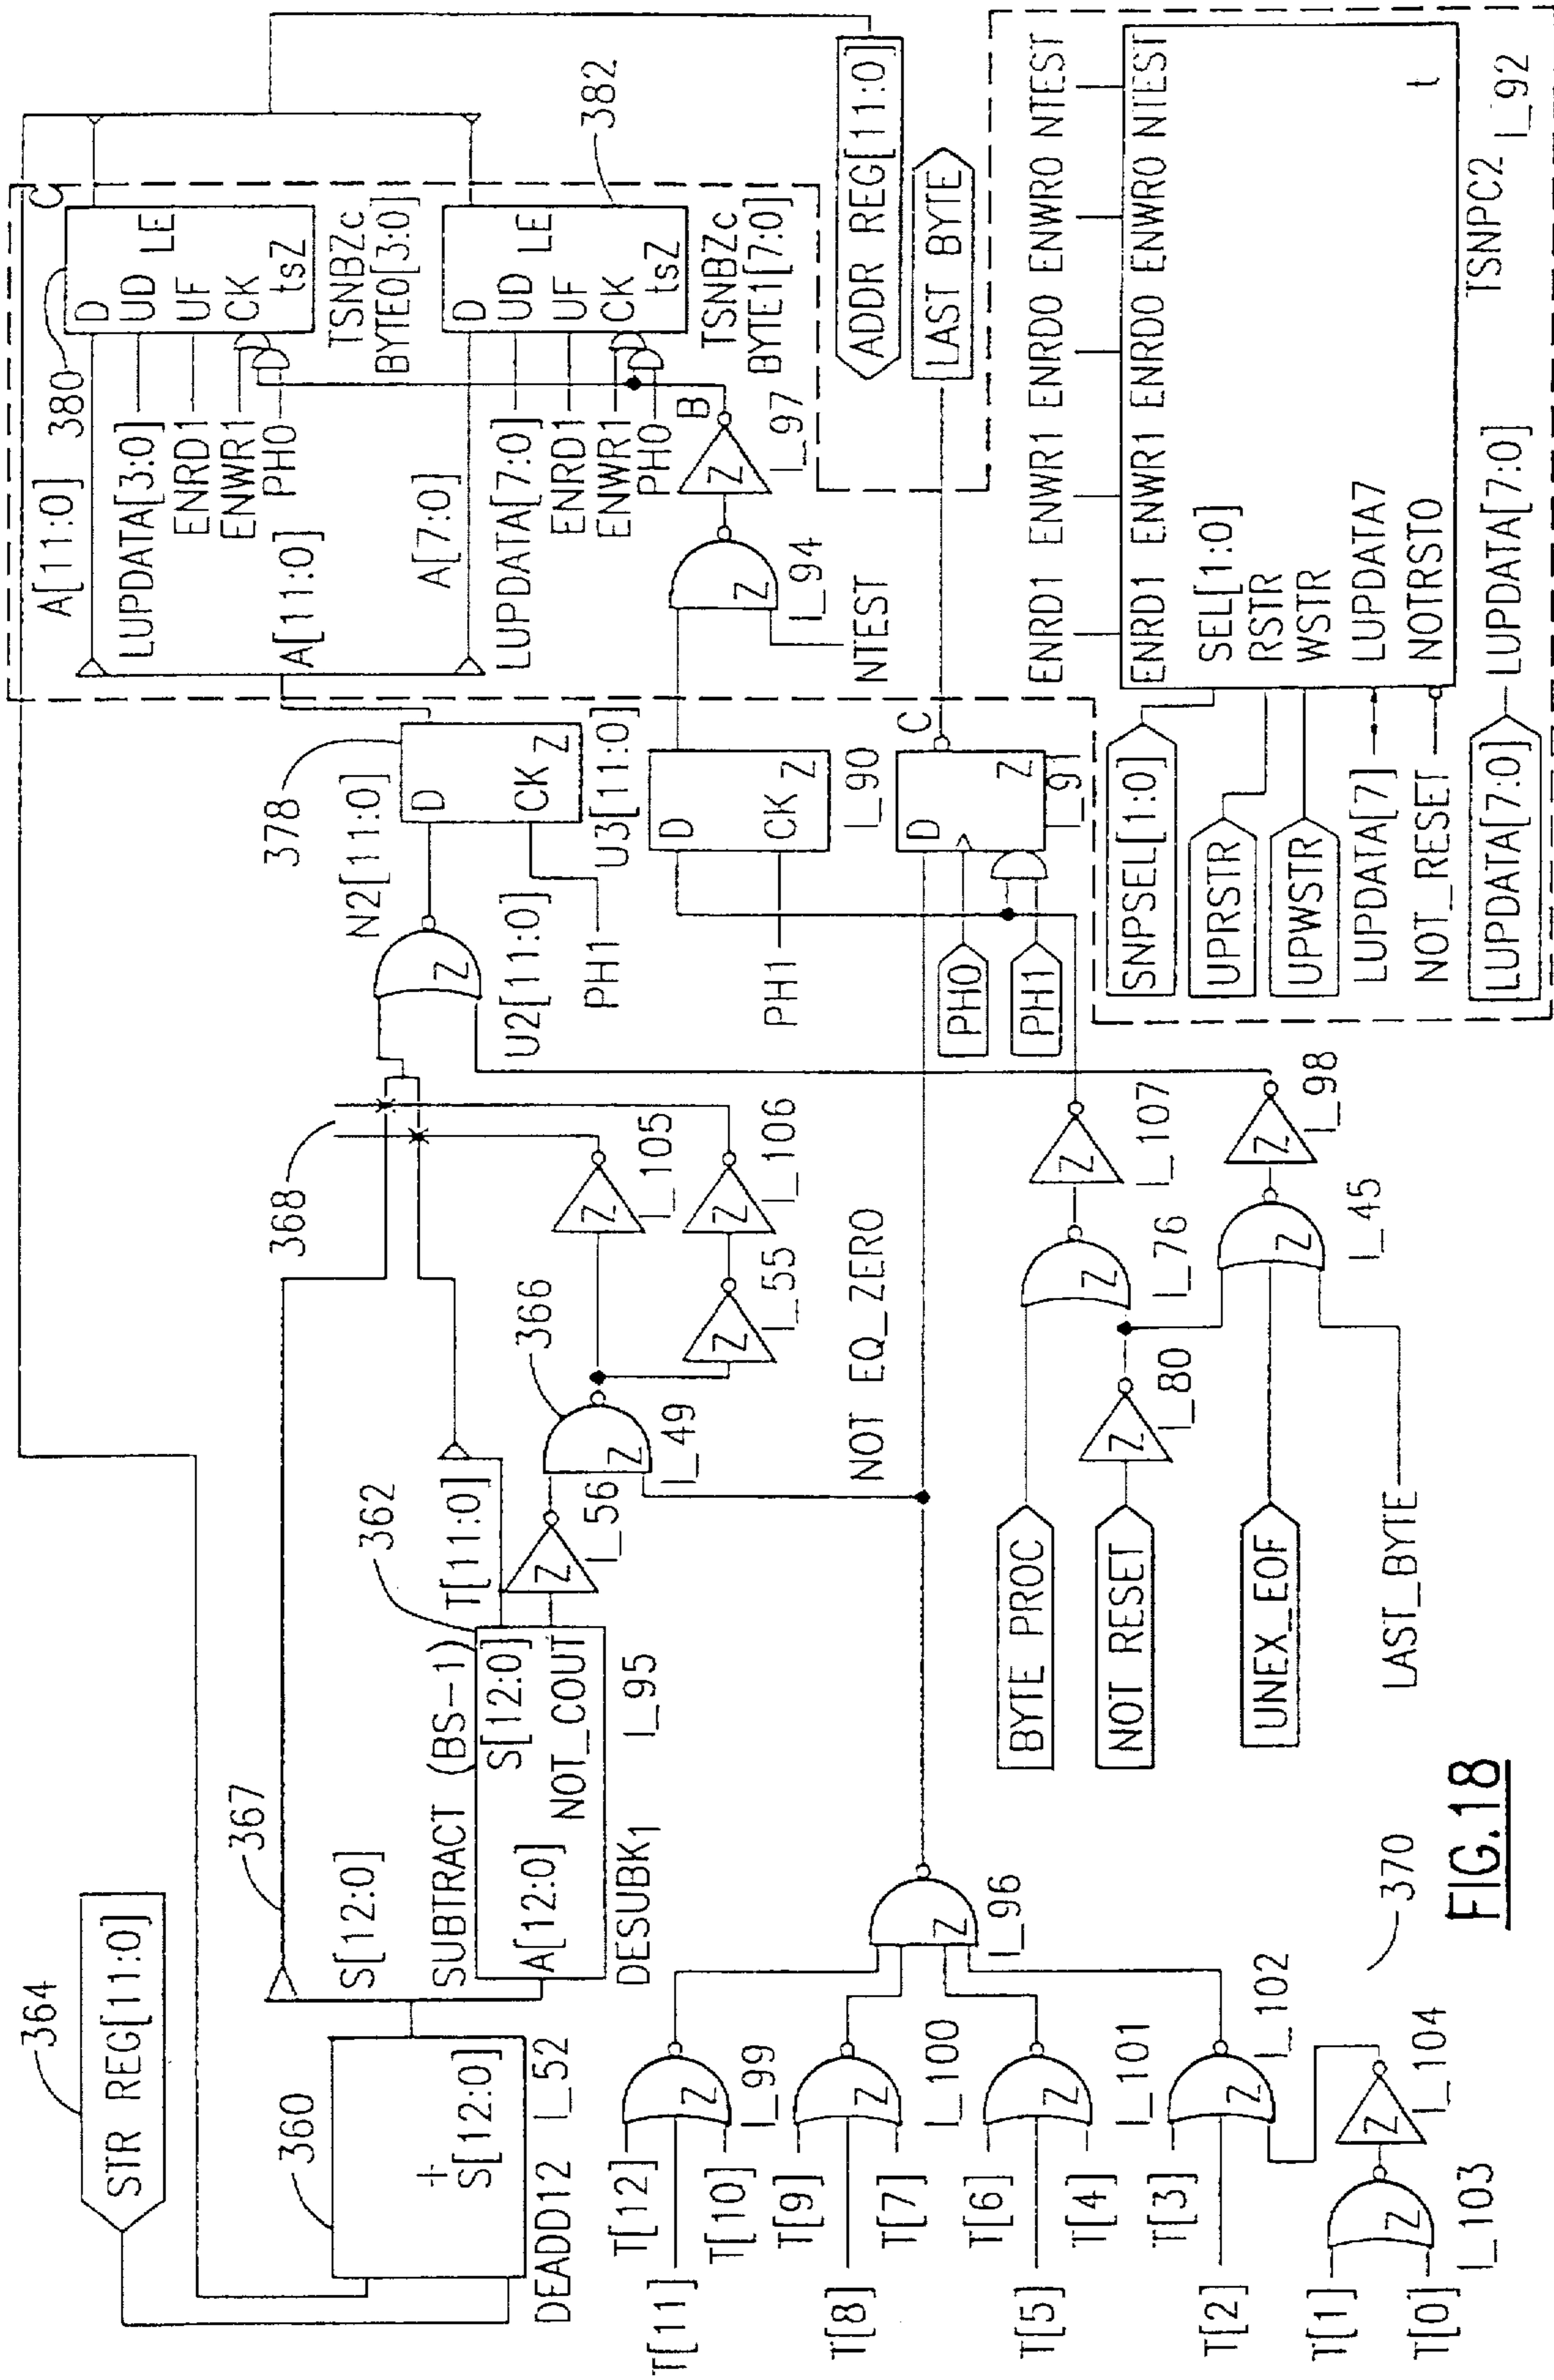 364
STR REG[11:0]
360
+
S[12:0]
DEADD12 I_52
367
S[12:0]
SUBTRACT (BS-1)
A[12:0]
S[12:0]
NOT_COUT
DESUBK1
I_95
362
T[11:0]
Z
I_56
366
Z
I_49
Z
I_55
Z
I_105
Z
I_106
368
N2[11:0]
Z
U2[11:0]
378
D
CK
Z
PH1
U3[11:0]
A[11:0]
380
C
D
UD
LE
UF
CK
tsZ
LUPDATA[3:0]
ENRD1
ENWR1
PH0
TSNBZc
BYTE0[3:0]
A[11:0]
A[7:0]
D
UD
LE
UF
CK
tsZ
382
LUPDATA[7:0]
ENRD1
ENWR1
PH0
TSNBZc
BYTE1[7:0]
B
Z
I_97
Z
I_94
NTEST
ADDR REG[11:0]
LAST BYTE
D
CK
Z
PH1
I_90
C
D
Z
I_91
PH0
PH1
NOT EQ_ZERO
T[12]
T[11]
T[10]
Z
I_99
T[9]
T[8]
T[7]
Z
I_100
T[6]
T[5]
T[4]
Z
I_101
T[3]
T[2]
Z
I_102
T[1]
T[0]
Z
I_103
Z
I_104
Z
I_96
370
BYTE PROC
NOT RESET
UNEX_EOF
LAST_BYTE
Z
I_80
Z
I_76
Z
I_107
Z
I_45
Z
I_98
ENRD1 ENWR1 ENRD0 ENWR0 NTEST
ENRD1 ENWR1 ENRD0 ENWR0 NTEST
SEL[1:0]
RSTR
WSTR
LUPDATA7
NOTRST0
t
TSNPC2
I_92
SNPSEL[1:0]
UPRSTR
UPWSTR
LUPDATA[7]
NOT_RESET
LUPDATA[7:0]
LUPDATA[7:0]
FIG.18